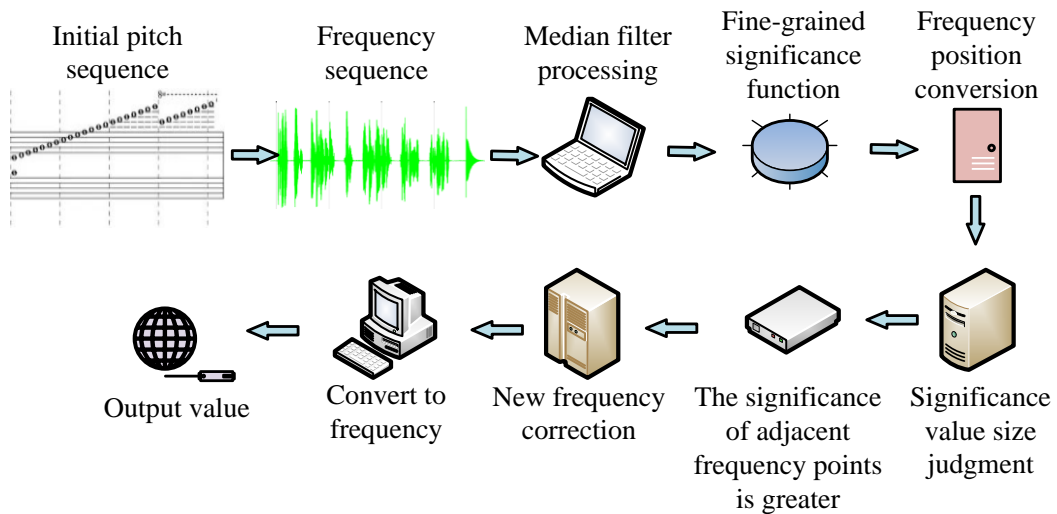 Initial pitch
sequence
Frequency
sequence
Median filter
processing
Fine-grained
significance
function
Frequency
position
conversion
Output value
Convert to
frequency
New frequency
correction
The significance
of adjacent
frequency points
is greater
Significance
value size
judgment